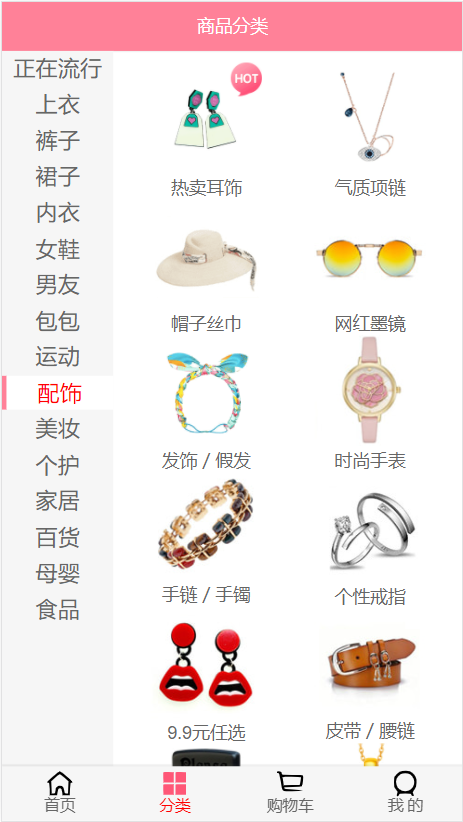 商品分类
正在流行
上衣
裤子
裙子
内衣
女鞋
男友
包包
运动
配饰
美妆
个护
家居
百货
母婴
食品
HOT
热卖耳饰
气质项链
帽子丝巾
网红墨镜
发饰 / 假发
时尚手表
手链 / 手镯
个性戒指
9.9元任选
皮带 / 腰链
首页
分类
购物车
我 的